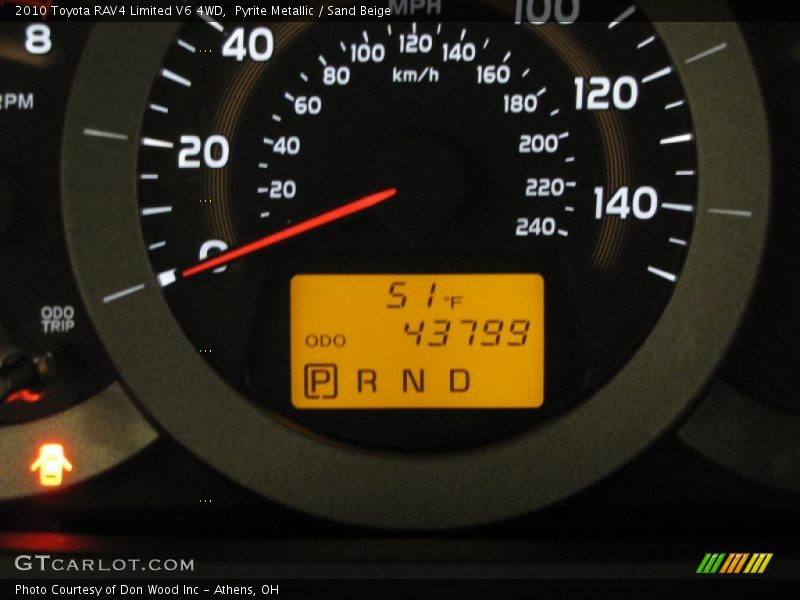 2010 Toyota RAV4 Limited V6 4WD, Pyrite Metallic / Sand Beige
MPH
8
40
100
RPM
20
0
120
140
20
40
60
80
100
120
140
160
180
200
220
240
km/h
ODO
TRIP
51°F
ODO 43799
P R N D
GTCARLOT.COM
Photo Courtesy of Don Wood Inc - Athens, OH